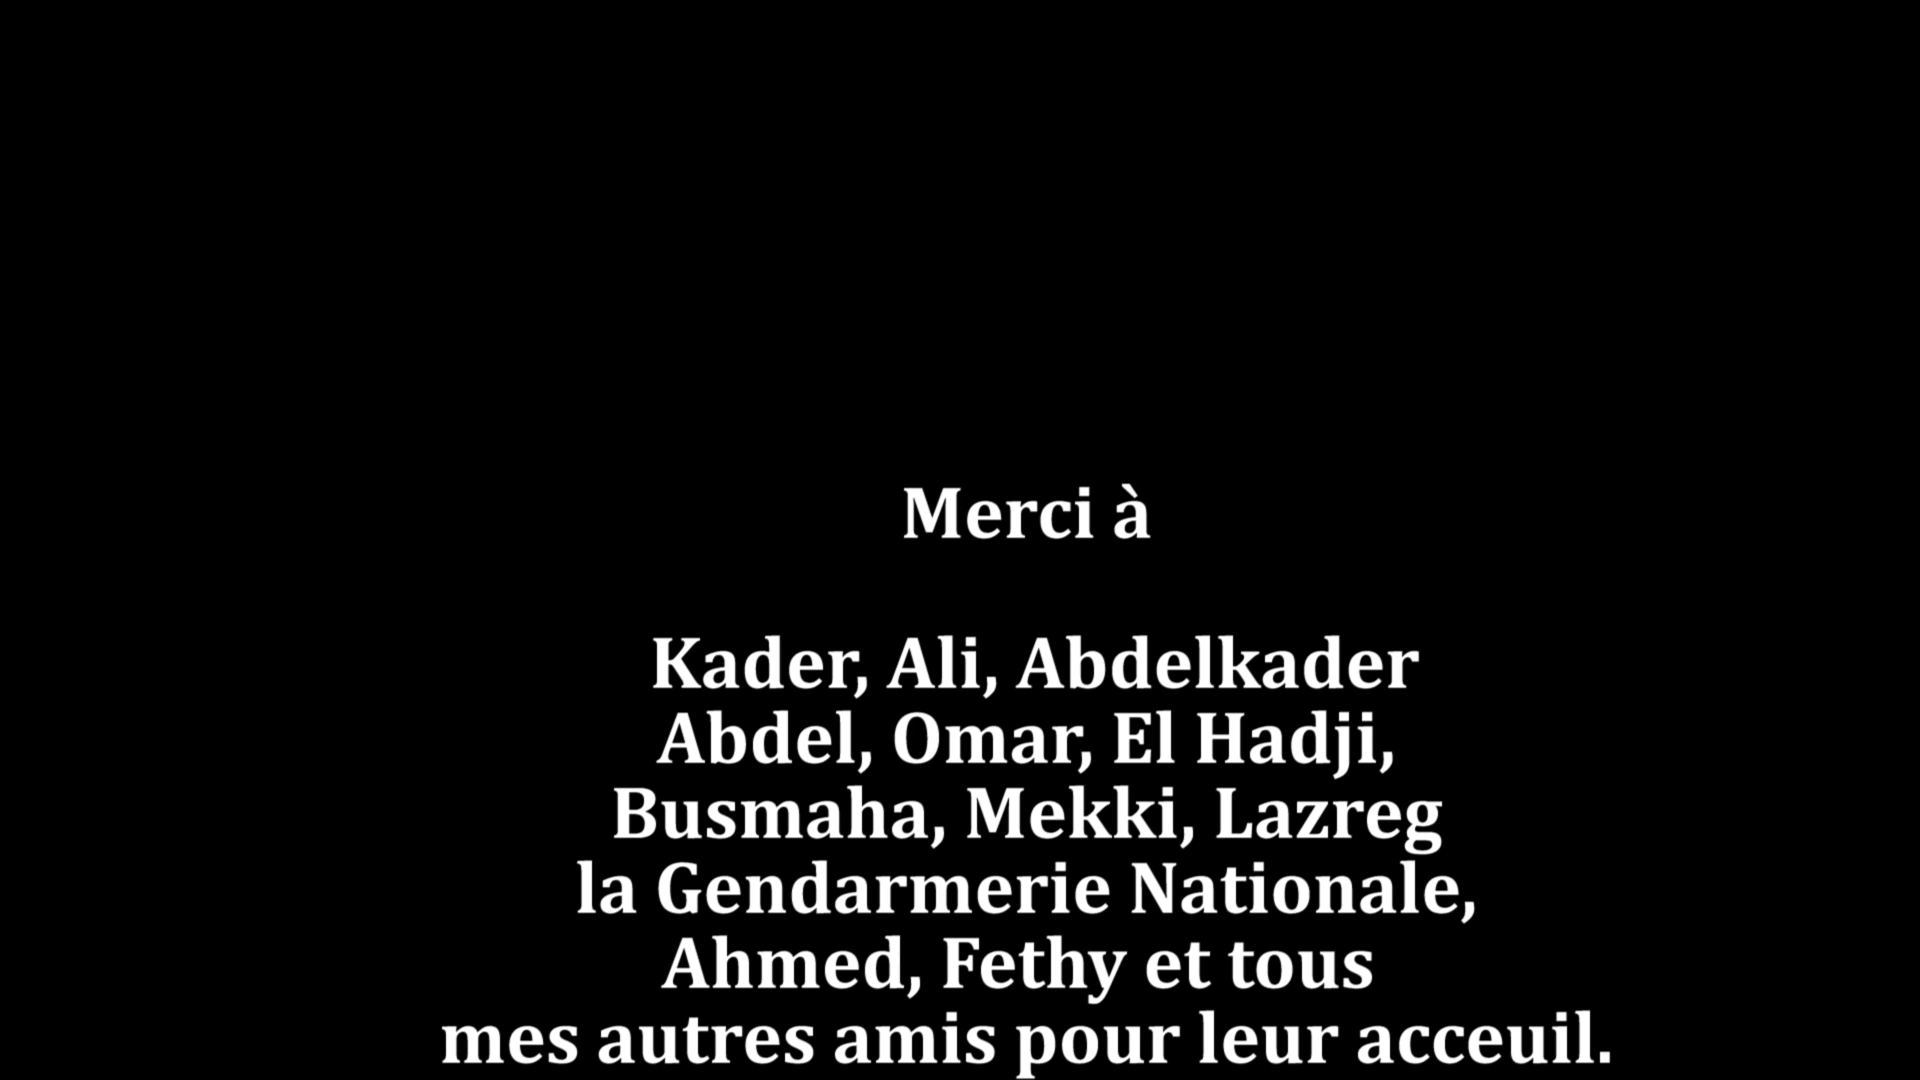 Merci à
Kader, Ali, Abdelkader
Abdel, Omar, El Hadji,
Busmaha, Mekki, Lazreg
la Gendarmerie Nationale,
Ahmed, Fethy et tous
mes autres amis pour leur acceuil.